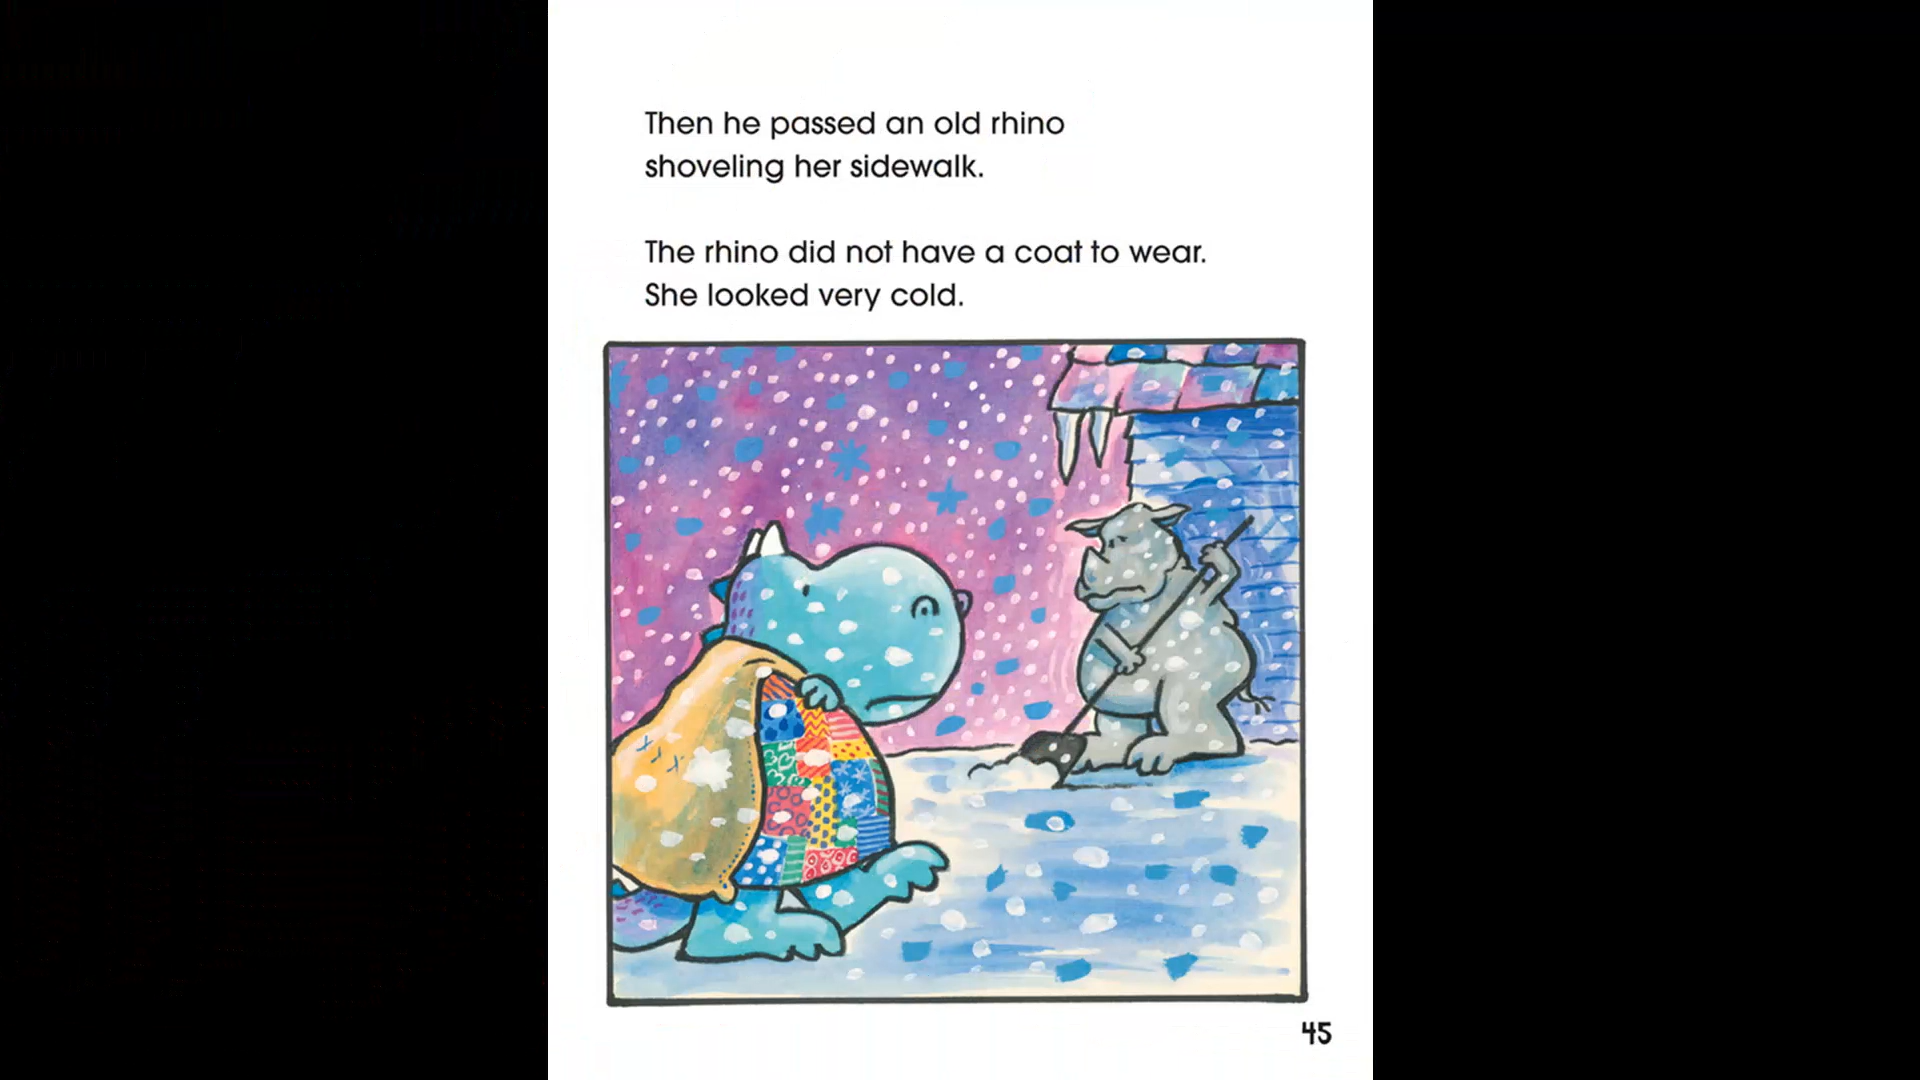 Then he passed an old rhino
shoveling her sidewalk.
The rhino did not have a coat to wear.
She looked very cold.
45